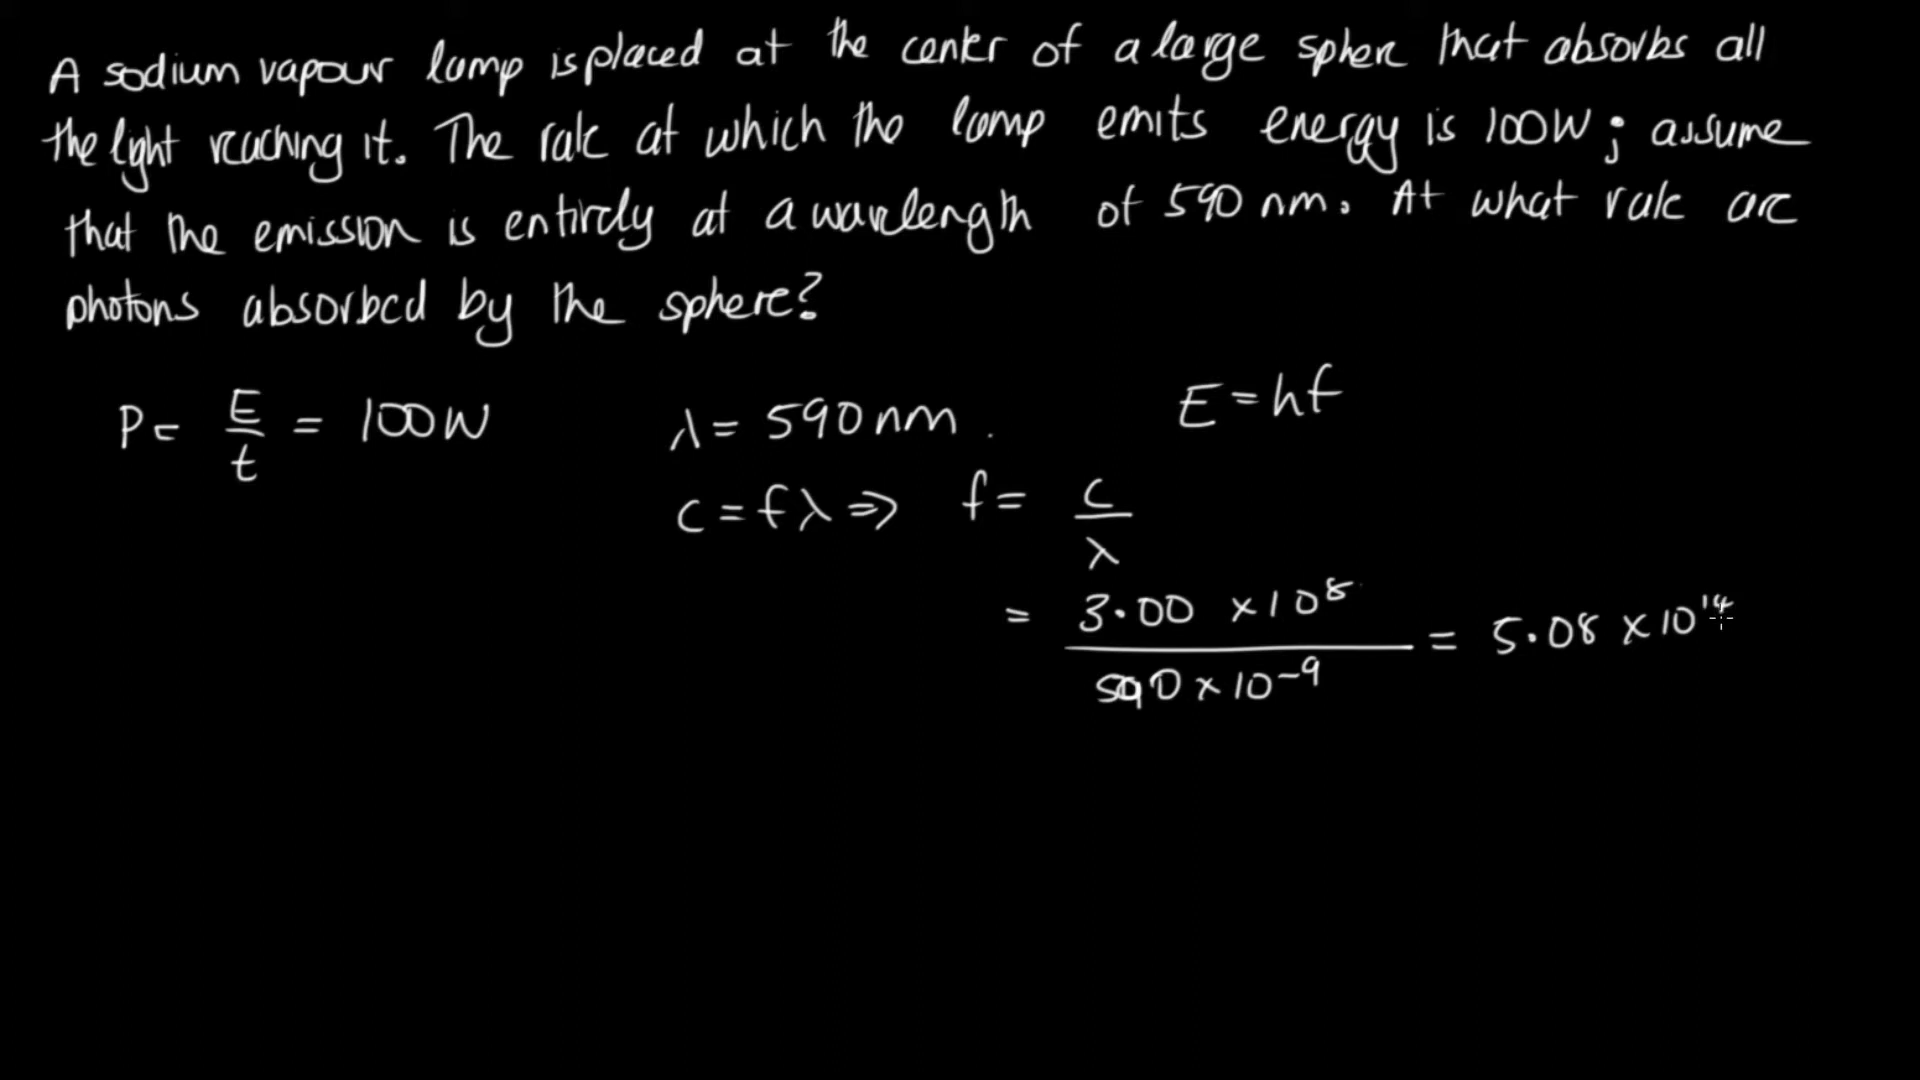 A sodium vapour lamp is placed at the center of a large sphere that absorbs all
the light reaching it. The rate at which the lamp emits energy is 100W; assume
that the emission is entirely at a wavelength of 590 nm. At what rate are
photons absorbed by the sphere?
P = E/t = 100W
λ = 590 nm.
E = hf
c = fλ ⇒ f = c/λ
= 3.00 × 10⁸ / 590 × 10⁻⁹ = 5.08 × 10¹⁴